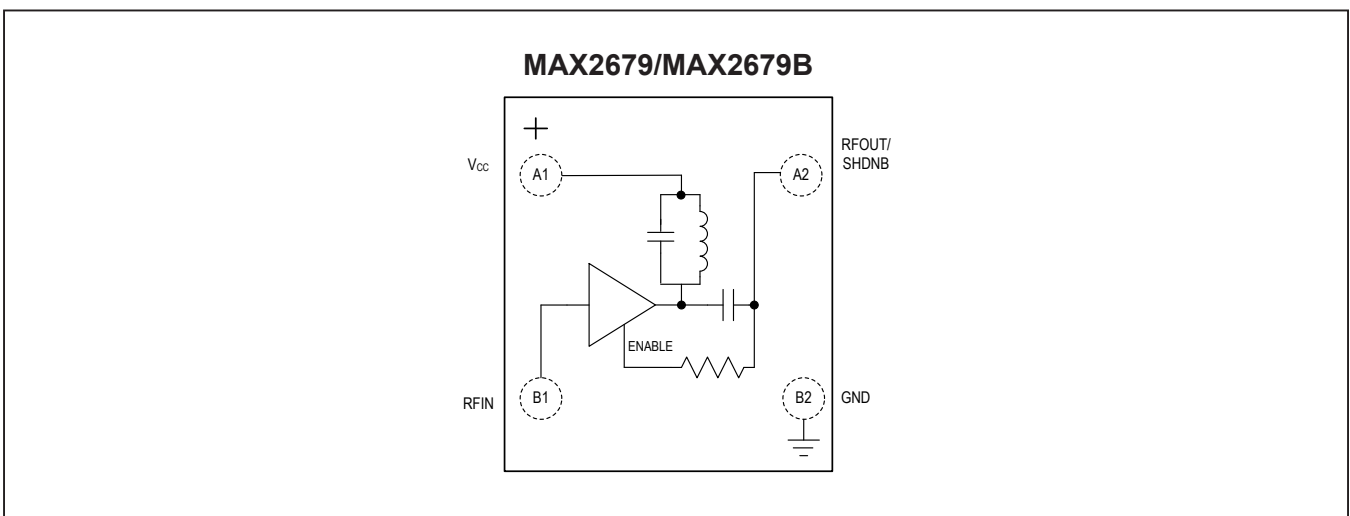 MAX2679/MAX2679B
+
VCC
A1
A2
RFOUT/
SHDNB
ENABLE
RFIN
B1
B2
GND